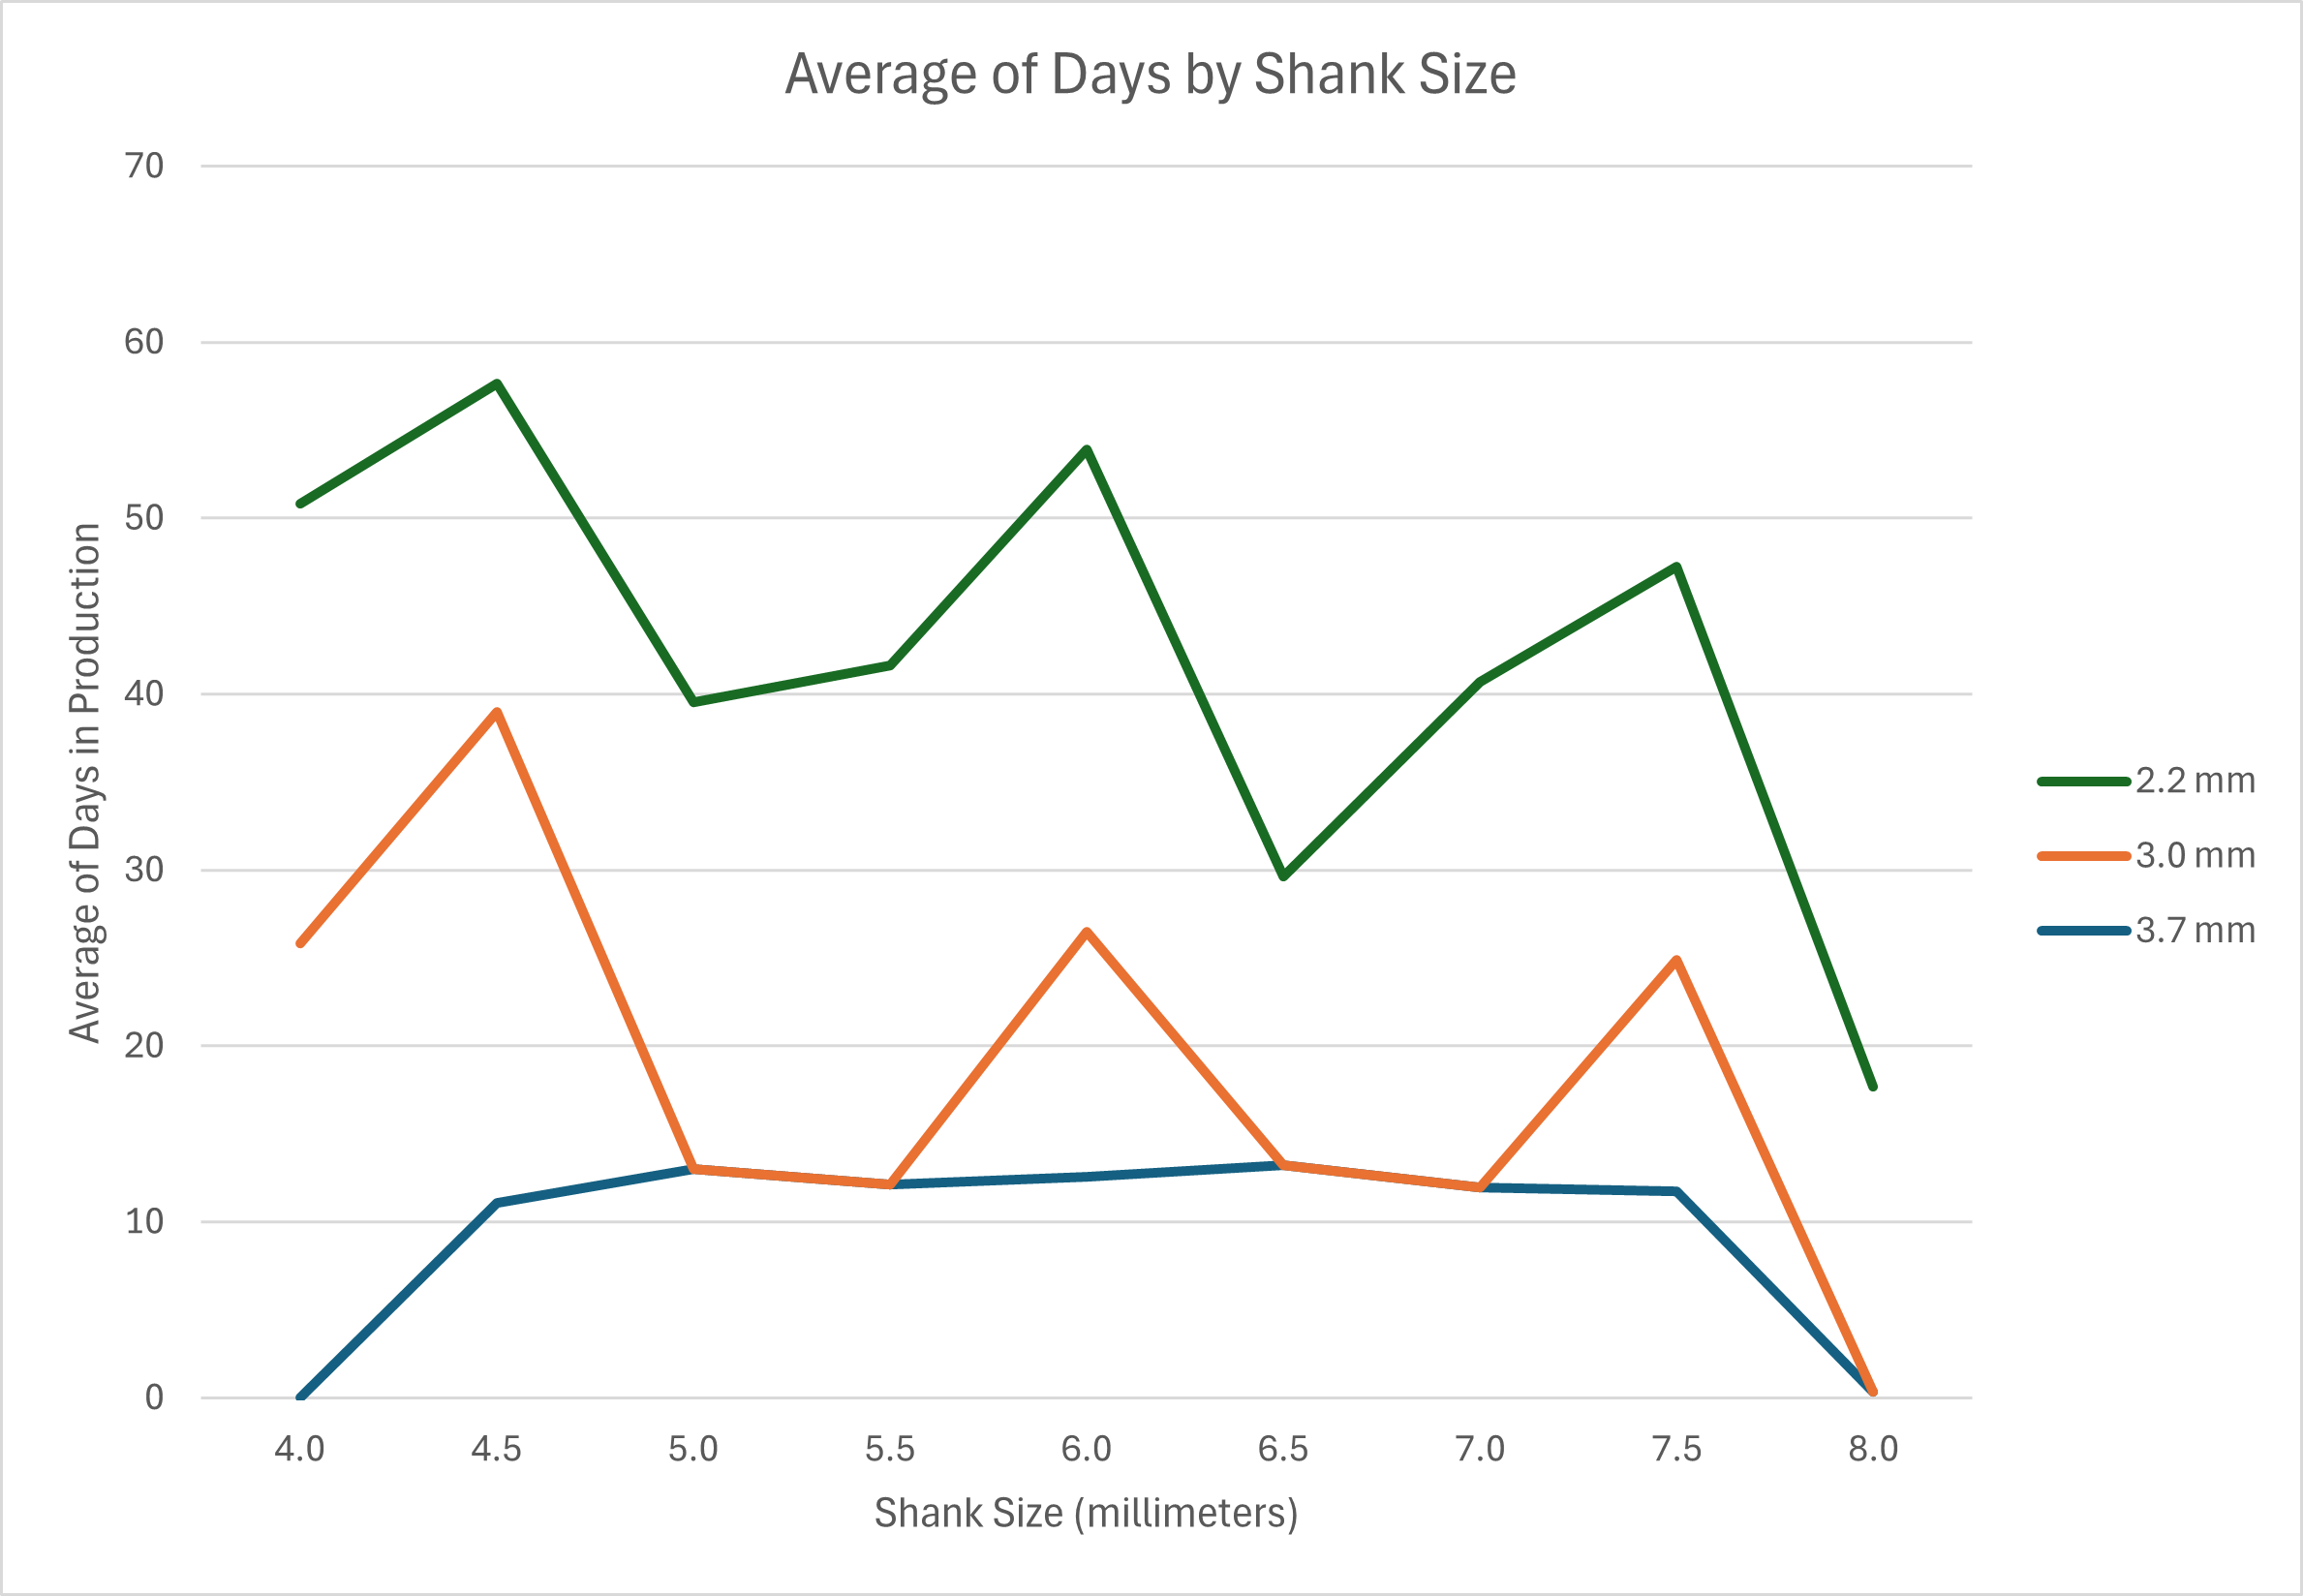 Average of Days by Shank Size
70
60
50
40
30
20
10
0
Average of Days in Production
4.0 4.5 5.0 5.5 6.0 6.5 7.0 7.5 8.0
Shank Size (millimeters)
2.2 mm
3.0 mm
3.7 mm